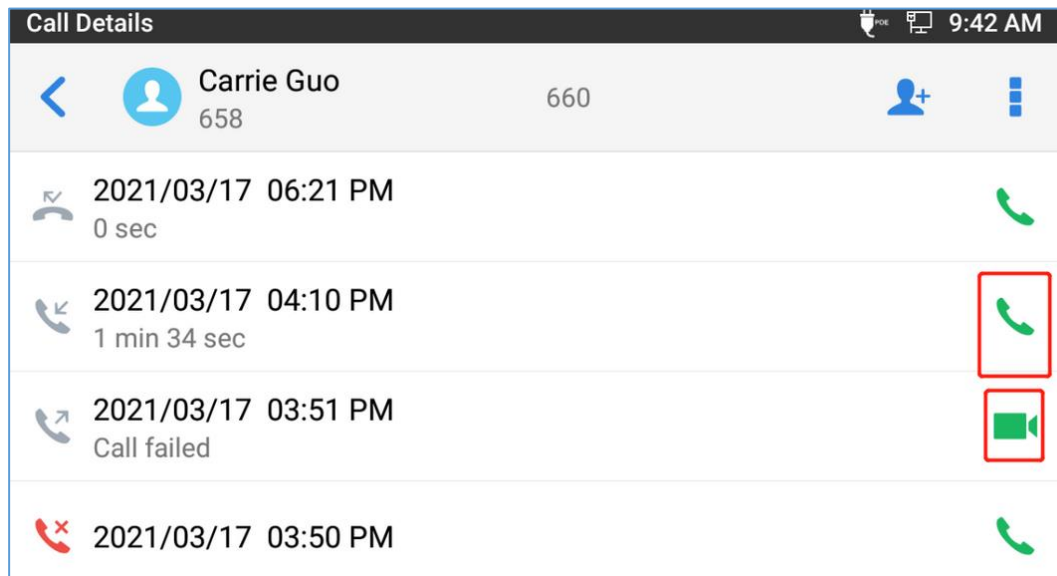 Call Details POE 9:42 AM
Carrie Guo
658
660
2021/03/17 06:21 PM
0 sec
2021/03/17 04:10 PM
1 min 34 sec
2021/03/17 03:51 PM
Call failed
2021/03/17 03:50 PM